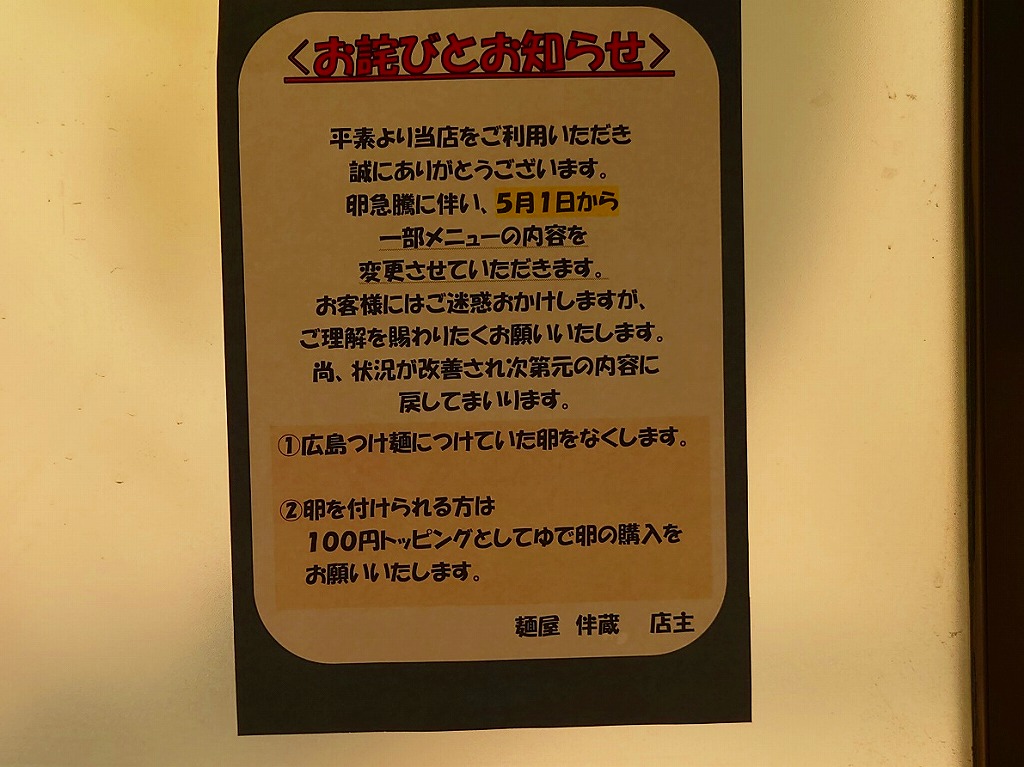 <お詫びとお知らせ>
平素より当店をご利用いただき
誠にありがとうございます。
卵急騰に伴い、5月1日から
一部メニューの内容を
変更させていただきます。
お客様にはご迷惑おかけしますが、
ご理解を賜わりたくお願いいたします。
尚、状況が改善され次第元の内容に
戻してまいります。
①広島つけ麺につけていた卵をなくします。
②卵を付けられる方は
100円トッピングとしてゆで卵の購入を
お願いいたします。
麺屋 伴蔵 店主